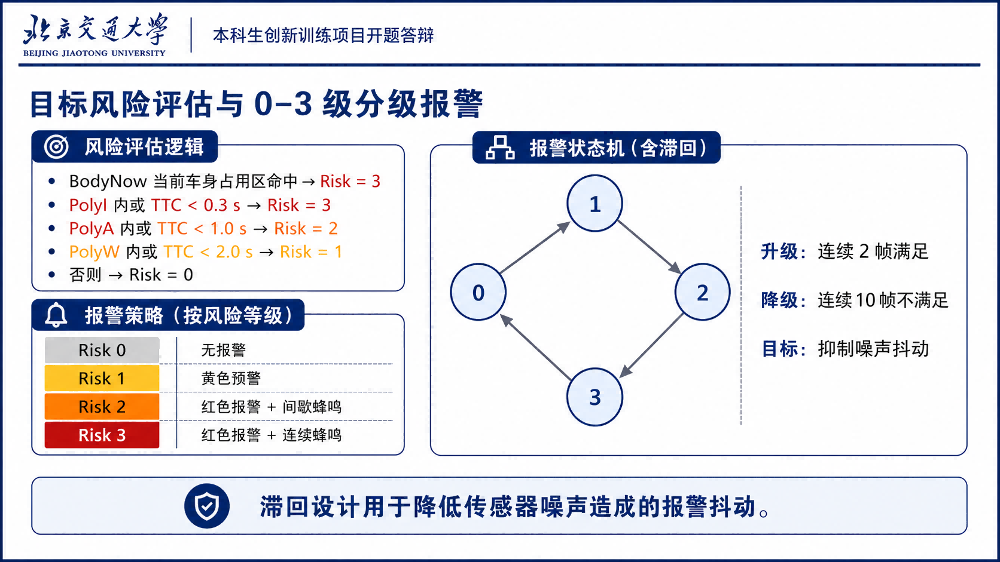 北京交通大学
BEIJING JIAOTONG UNIVERSITY
本科生创新训练项目开题答辩
目标风险评估与 0–3 级分级报警
风险评估逻辑
• BodyNow 当前车身占用区命中 → Risk = 3
• PolyI 内或 TTC < 0.3 s → Risk = 3
• PolyA 内或 TTC < 1.0 s → Risk = 2
• PolyW 内或 TTC < 2.0 s → Risk = 1
• 否则 → Risk = 0
报警策略（按风险等级）
Risk 0 无报警
Risk 1 黄色预警
Risk 2 红色报警 + 间歇蜂鸣
Risk 3 红色报警 + 连续蜂鸣
报警状态机（含滞回）
1
0
2
3
升级： 连续 2 帧满足
降级： 连续 10 帧不满足
目标： 抑制噪声抖动
滞回设计用于降低传感器噪声造成的报警抖动。